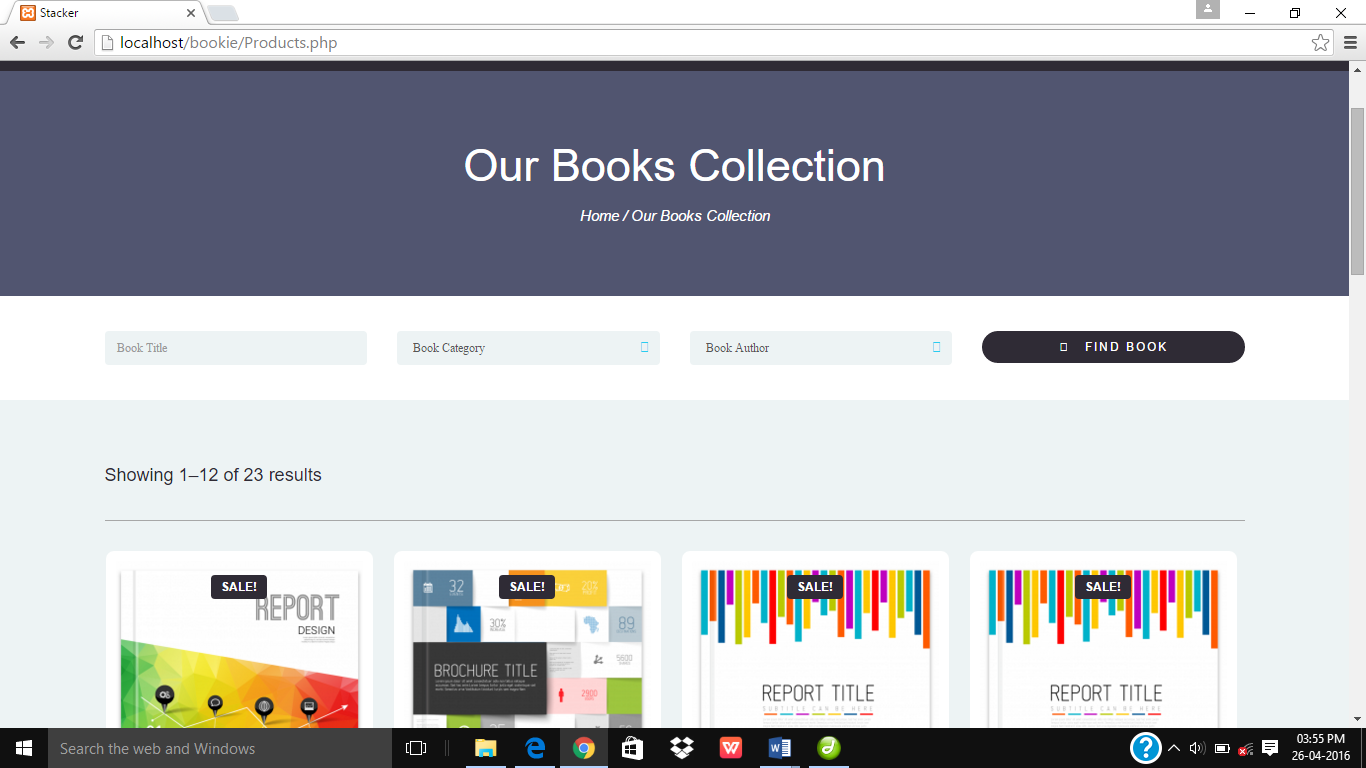 Stacker
localhost/bookie/Products.php
Our Books Collection
Home / Our Books Collection
Book Title
Book Category
Book Author
FIND BOOK
Showing 1–12 of 23 results
SALE!
REPORT
DESIGN
SALE!
32
20%
30%
89
5600
BROCHURE TITLE
2900
SALE!
REPORT TITLE
SUBTITLE CAN BE HERE
SALE!
REPORT TITLE
SUBTITLE CAN BE HERE
Search the web and Windows
03:55 PM
26-04-2016